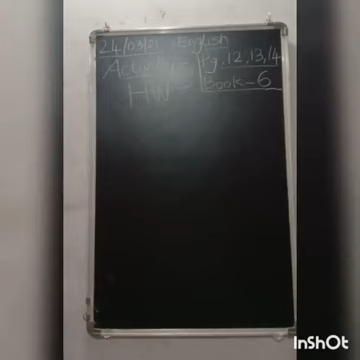 24/03/21 English
Activity - Pg. 12, 13, 14
HW - Book - 6
InShOt